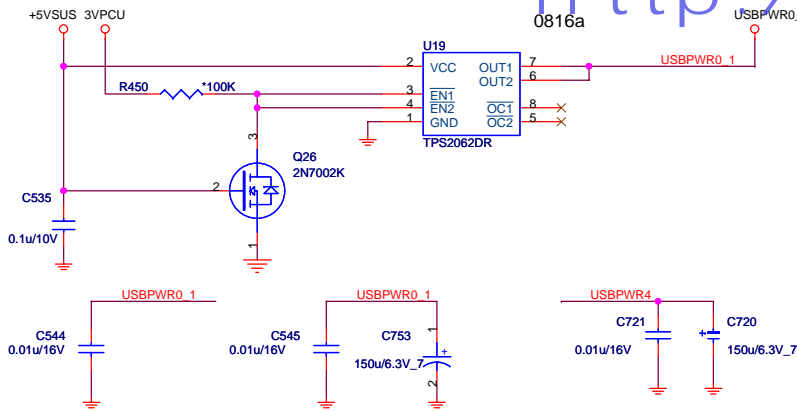 http:/
0816a
+5VSUS 3VPCU
USBPWR0_
U19
R450 *100K
2 VCC OUT1 7
OUT2 6
USBPWR0_1
3 EN1
4 EN2 OC1 8
1 GND OC2 5
TPS2062DR
3
Q26
2N7002K
2
1
C535
0.1u/10V
USBPWR0_1
C544
0.01u/16V
USBPWR0_1
C545
0.01u/16V
C753
1
+
150u/6.3V_7
2
USBPWR4
C721
0.01u/16V
C720
+
150u/6.3V_7